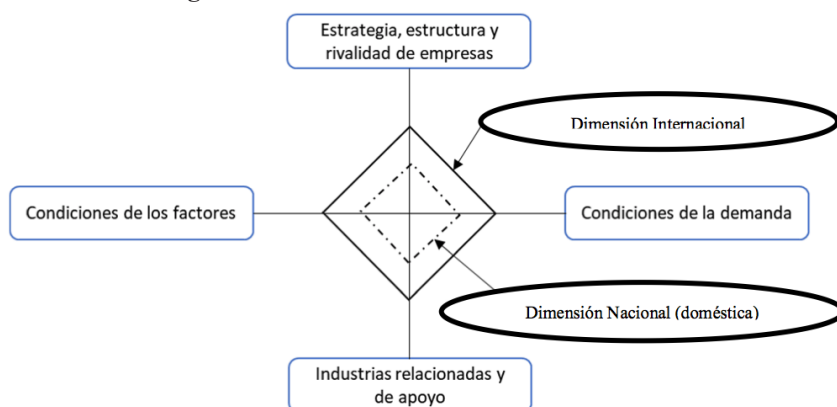 Estrategia, estructura y
rivalidad de empresas
Dimensión Internacional
Condiciones de los factores
Condiciones de la demanda
Dimensión Nacional (doméstica)
Industrias relacionadas y
de apoyo